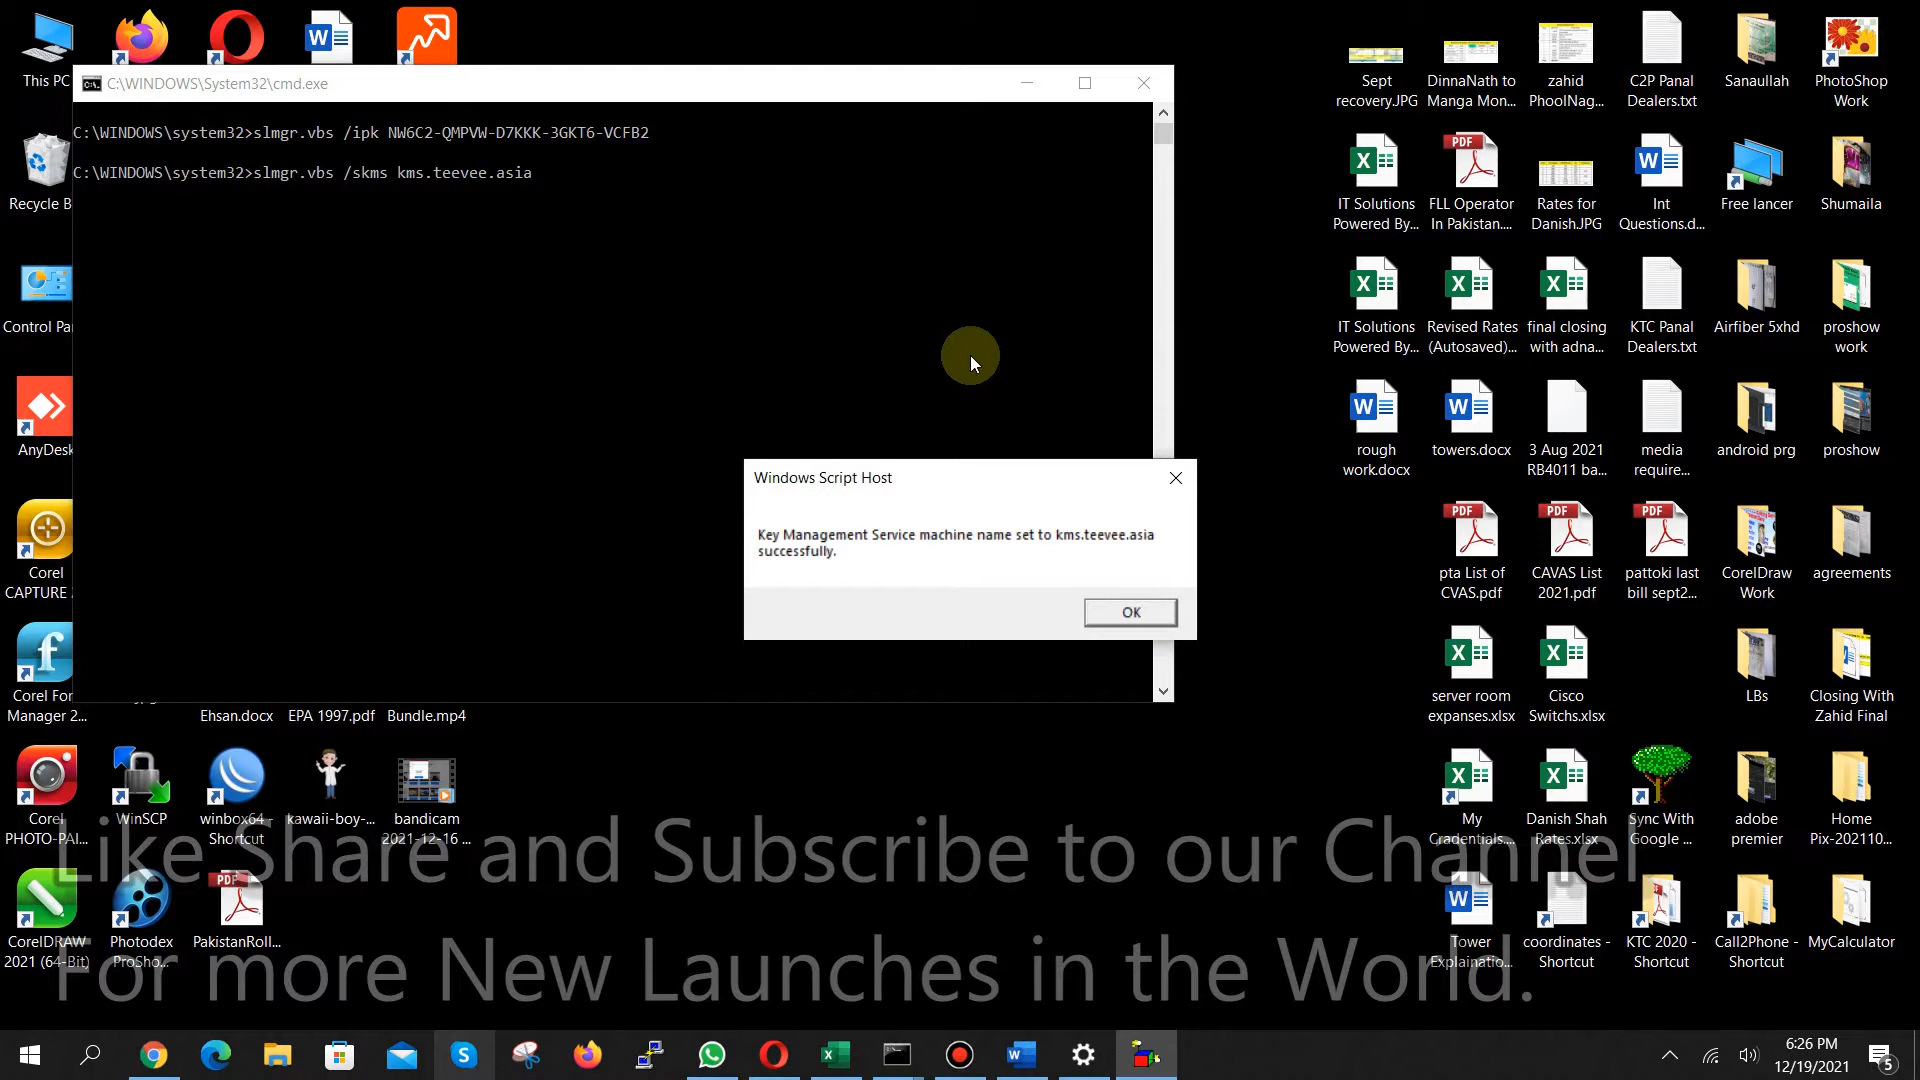 This PC
C:\WINDOWS\System32\cmd.exe
C:\WINDOWS\system32>slmgr.vbs /ipk NW6C2-QMPVW-D7KKK-3GKT6-VCFB2
C:\WINDOWS\system32>slmgr.vbs /skms kms.teevee.asia
Windows Script Host
Key Management Service machine name set to kms.teevee.asia
successfully.
OK
Recycle B
Control Pa
AnyDesk
Corel
CAPTURE
Corel Fon
Manager 2...
Ehsan.docx
EPA 1997.pdf
Bundle.mp4
Corel
PHOTO-PAI...
WinSCP
winbox64 -
Shortcut
kawaii-boy-...
bandicam
2021-12-16 ...
CorelDRAW
2021 (64-Bit)
Photodex
ProSho...
PakistanRoll...
Sept
recovery.JPG
DinnaNath to
Manga Mon...
zahid
PhoolNag...
C2P Panal
Dealers.txt
Sanaullah
PhotoShop
Work
IT Solutions
Powered By...
FLL Operator
In Pakistan....
Rates for
Danish.JPG
Int
Questions.d...
Free lancer
Shumaila
IT Solutions
Powered By...
Revised Rates
(Autosaved)...
final closing
with adna...
KTC Panal
Dealers.txt
Airfiber 5xhd
proshow
work
rough
work.docx
towers.docx
3 Aug 2021
RB4011 ba...
media
require...
android prg
proshow
pta List of
CVAS.pdf
CAVAS List
2021.pdf
pattoki last
bill sept2...
CorelDraw
Work
agreements
server room
expanses.xlsx
Cisco
Switchs.xlsx
LBs
Closing With
Zahid Final
My
Credentials....
Danish Shah
Rates.xlsx
Sync With
Google ...
adobe
premier
Home
Pix-202110...
Tower
Explainatio...
coordinates -
Shortcut
KTC 2020 -
Shortcut
Call2Phone -
Shortcut
MyCalculator
Like Share and Subscribe to our Channel
For more New Launches in the World.
6:26 PM
12/19/2021
5